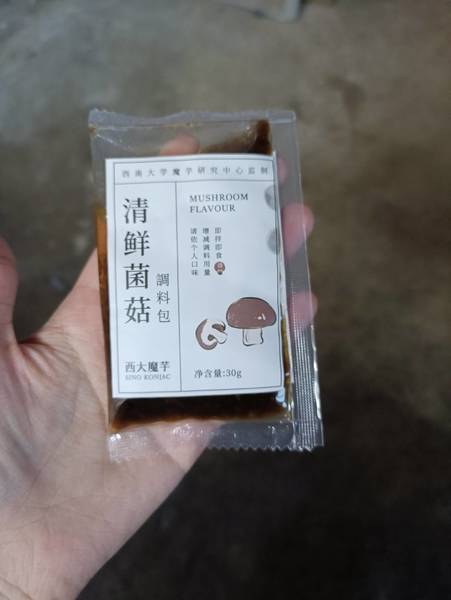 西南大学魔芋研究中心监制
清鲜菌菇
調料包
西大魔芋
SINO KONJAC
MUSHROOM
FLAVOUR
即拌即食
增减调料用量
请依个人口味
净含量:30g